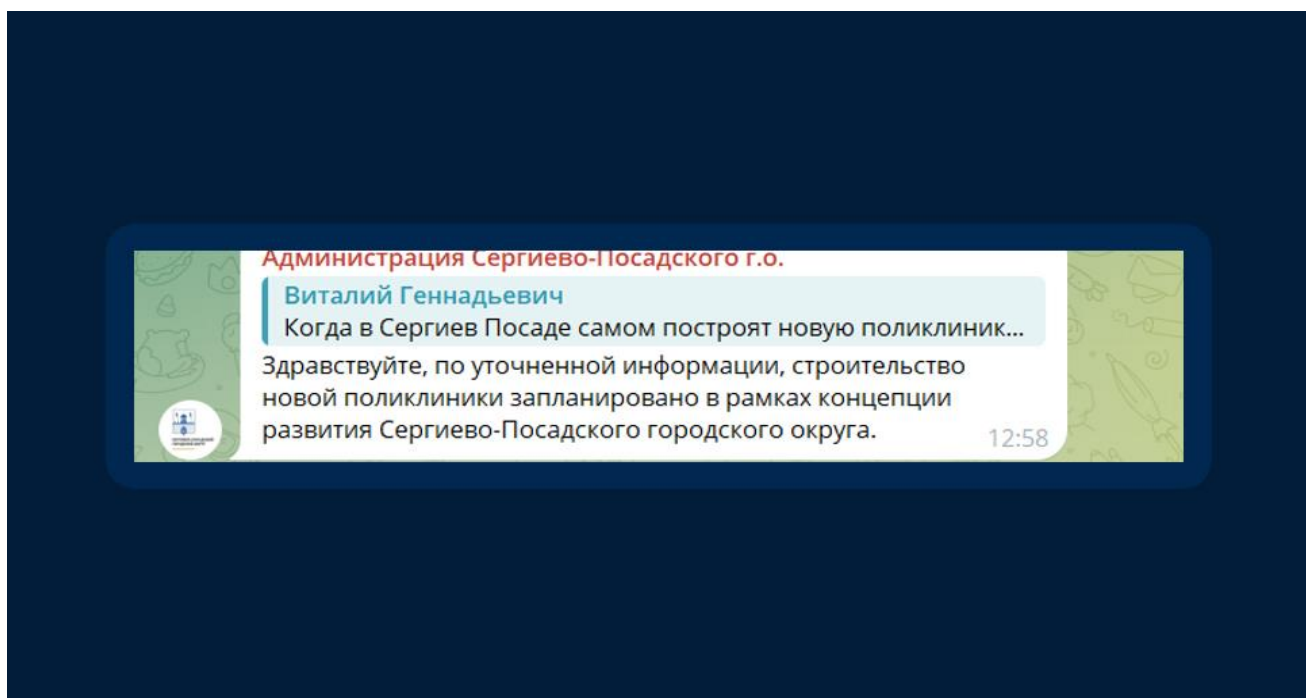 Администрация Сергиево-Посадского г.о.
Виталий Геннадьевич
Когда в Сергиев Посаде самом построят новую поликлиник...
Здравствуйте, по уточненной информации, строительство
новой поликлиники запланировано в рамках концепции
развития Сергиево-Посадского городского округа.
12:58